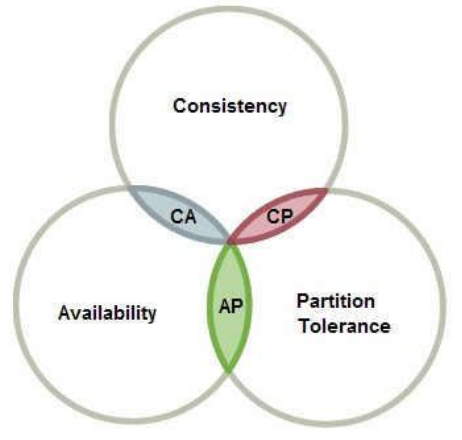 Consistency
CA
CP
Availability
AP
Partition
Tolerance